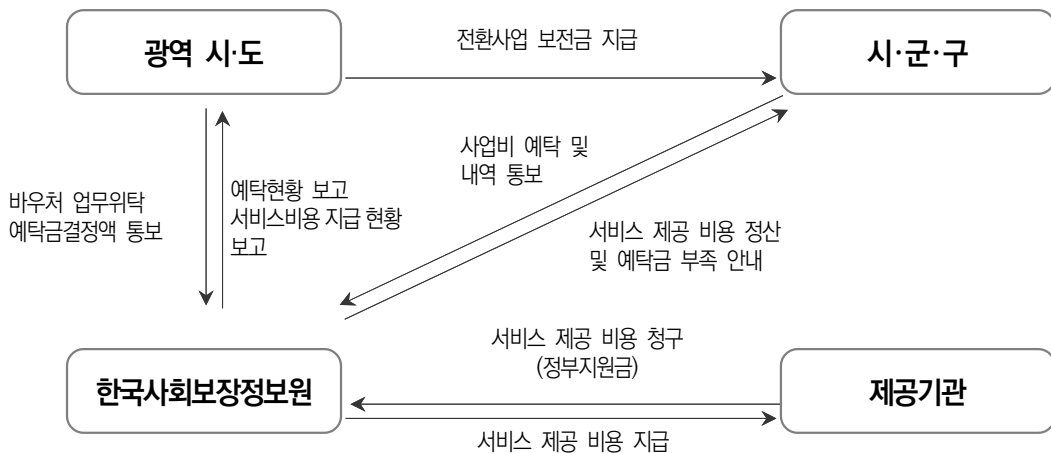 광역 시·도
전환사업 보전금 지급
시·군·구
사업비 예탁 및
내역 통보
바우처 업무위탁
예탁금결정액 통보
예탁현황 보고
서비스비용 지급 현황
보고
서비스 제공 비용 정산
및 예탁금 부족 안내
서비스 제공 비용 청구
(정부지원금)
한국사회보장정보원
제공기관
서비스 제공 비용 지급